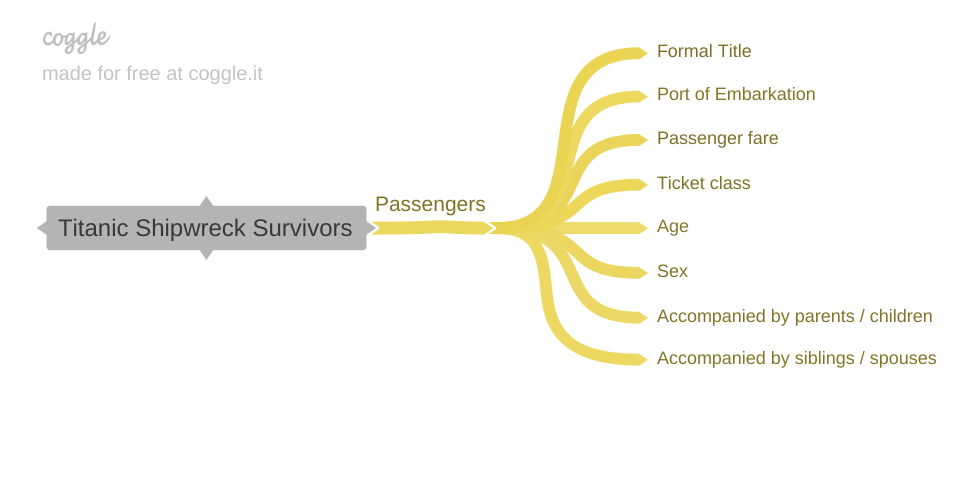 coggle
made for free at coggle.it
Titanic Shipwreck Survivors
Passengers
Formal Title
Port of Embarkation
Passenger fare
Ticket class
Age
Sex
Accompanied by parents / children
Accompanied by siblings / spouses